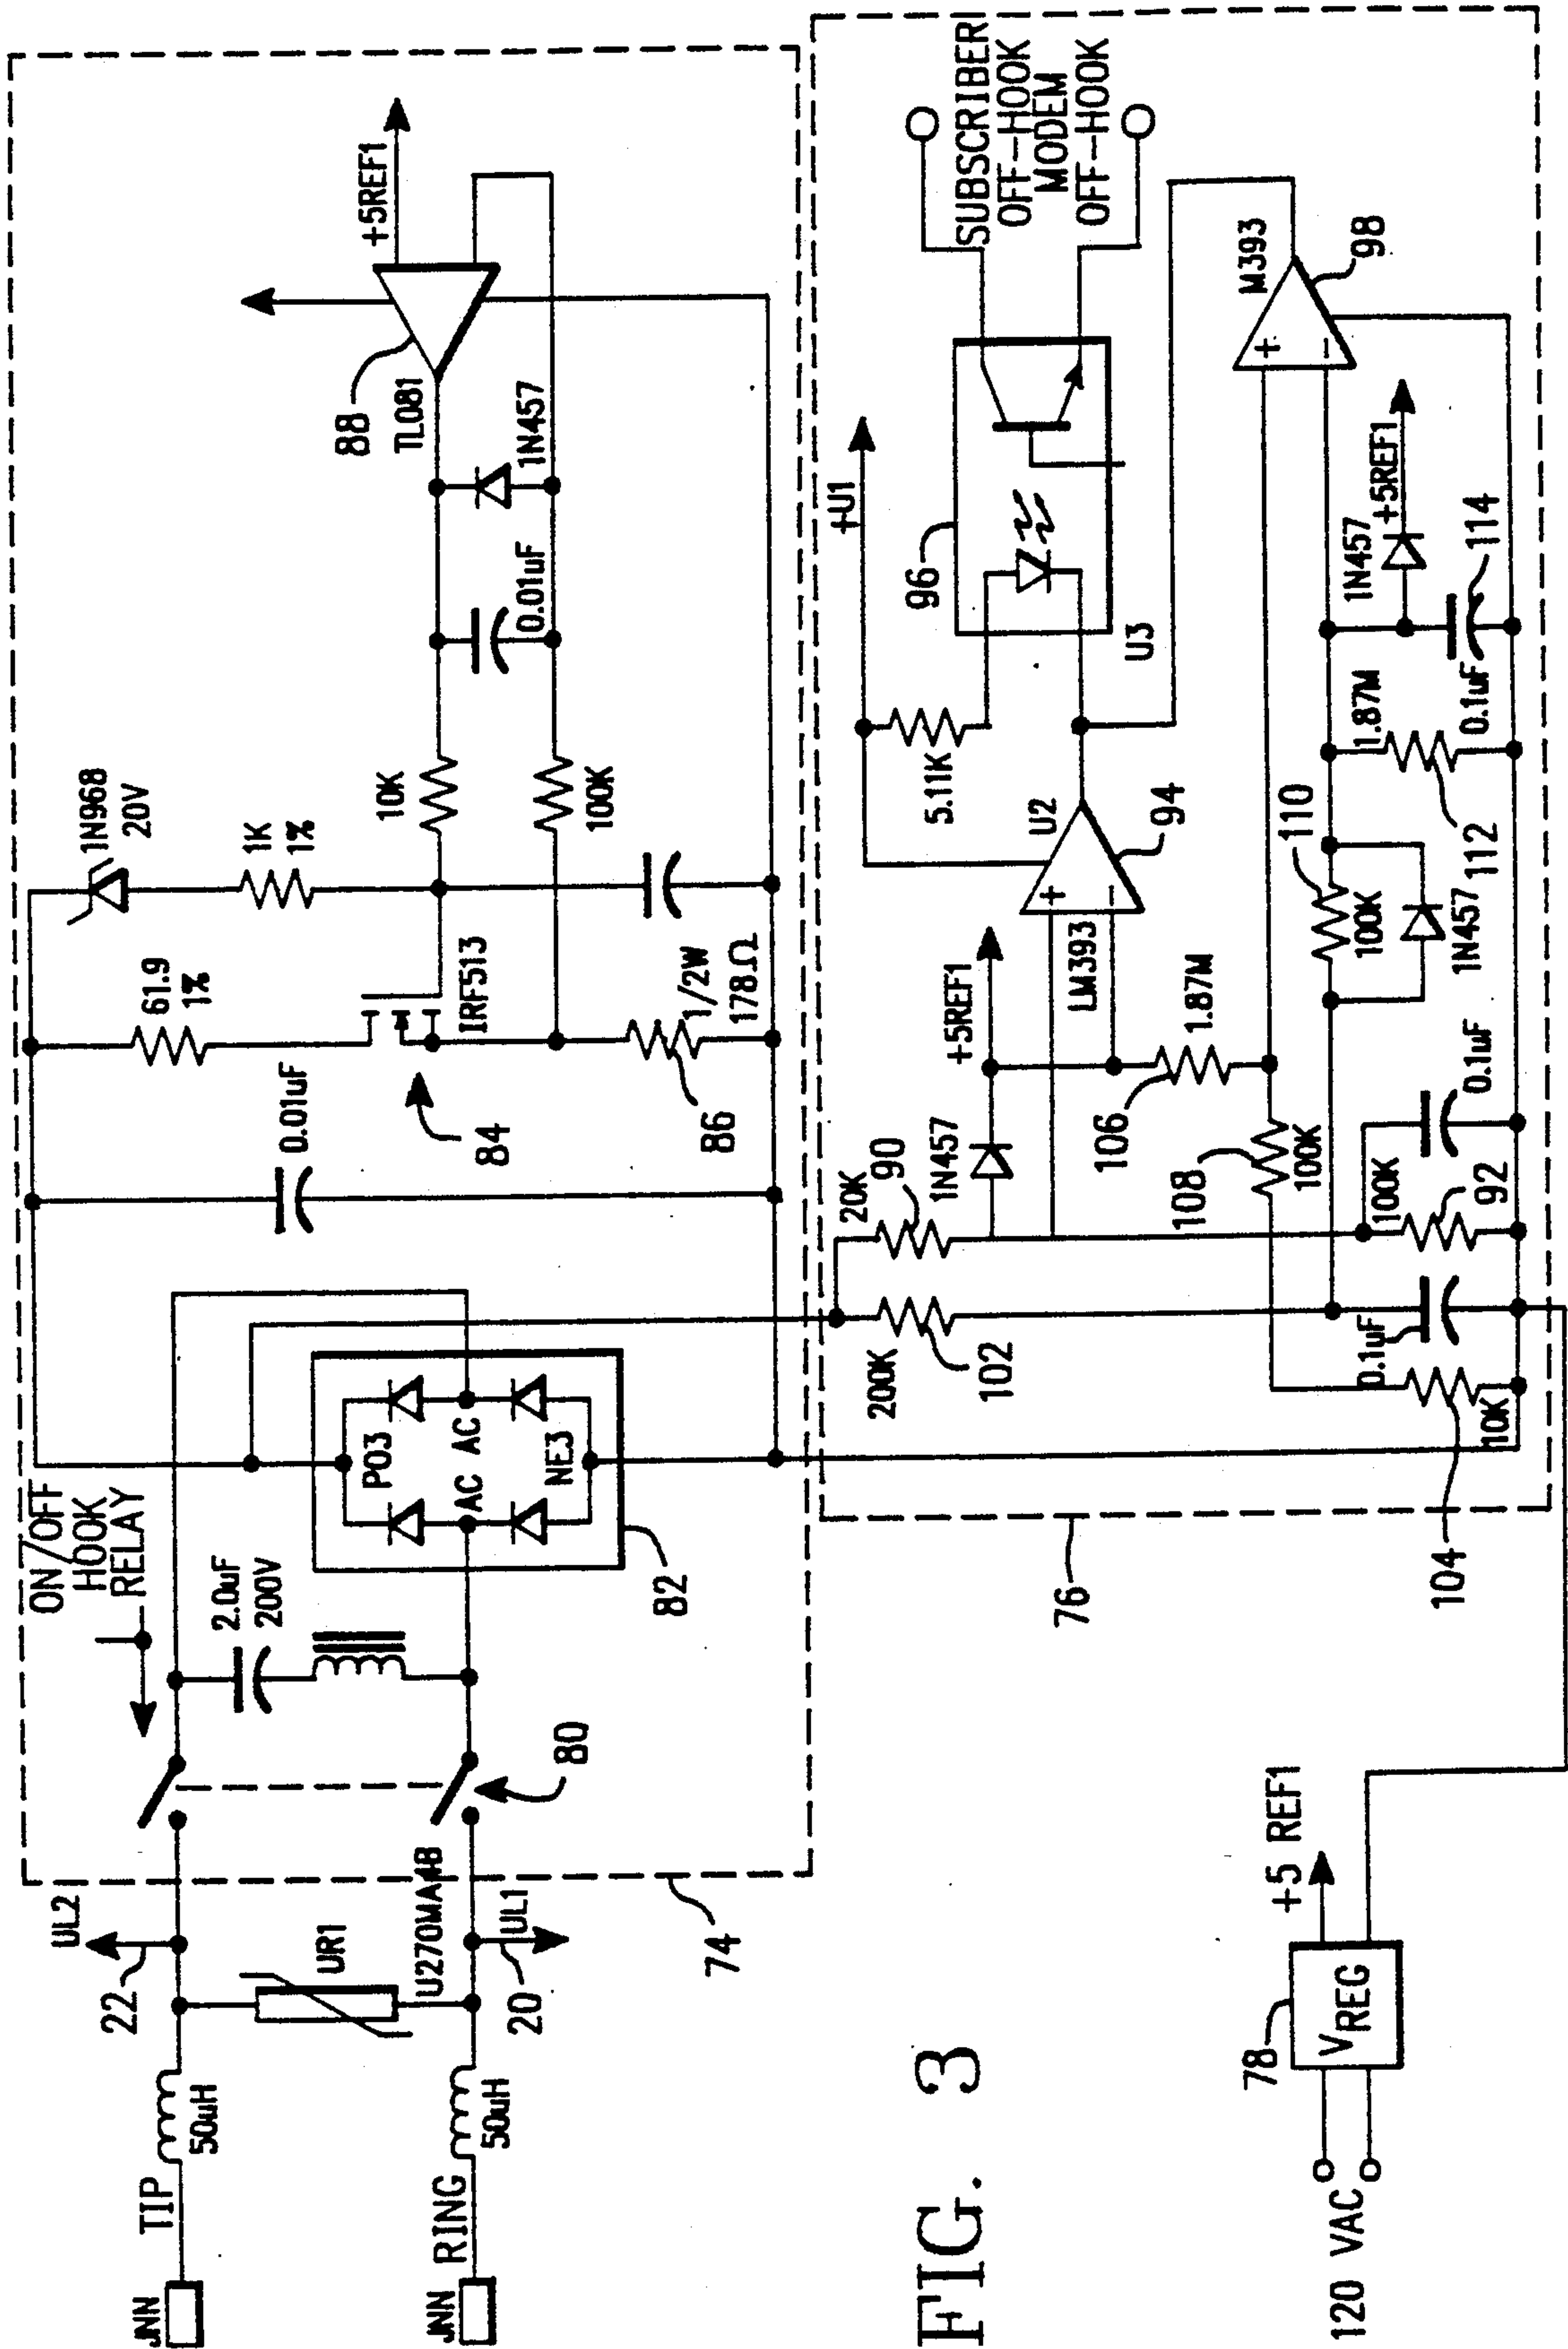 JNN
TIP
50uH
22
UL2
UR1
U270MA4B
JNN
RING
50uH
20
UL1
74
80
ON/OFF
HOOK
RELAY
2.0uF
200V
PO3
AC
AC
NE3
82
0.01uF
84
61.9
1%
1N968
20V
1K
1%
IRF513
86
1/2W
178Ω
10K
100K
0.01uF
1N457
88
TL081
+5REF1
76
104
10K
200K
102
0.1uF
20K
90
1N457
+5REF1
100K
92
0.1uF
108
100K
106
1.87M
LM393
U2
94
+U1
5.11K
96
U3
SUBSCRIBER
OFF-HOOK
MODEM
OFF-HOOK
110
100K
1N457
112
1.87M
0.1uF
114
1N457
+5REF1
+
-
+
-
M393
98
FIG. 3
120 VAC
78
VREG
+5 REF1